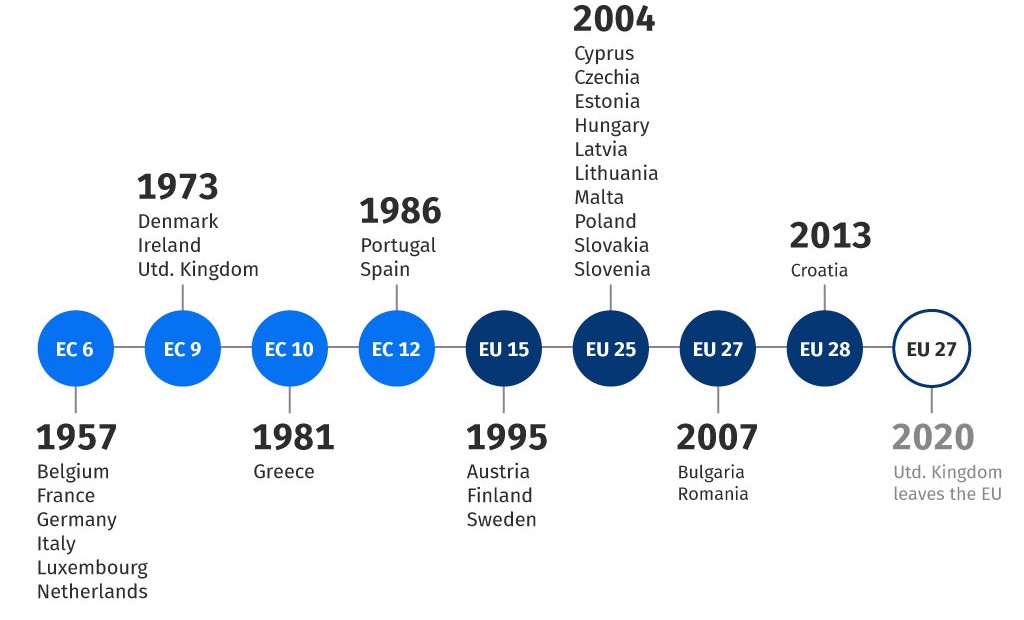 2004
Cyprus
Czechia
Estonia
Hungary
Latvia
Lithuania
Malta
Poland
Slovakia
Slovenia
1973
Denmark
Ireland
Utd. Kingdom
1986
Portugal
Spain
2013
Croatia
EC 6
EC 9
EC 10
EC 12
EU 15
EU 25
EU 27
EU 28
EU 27
1957
Belgium
France
Germany
Italy
Luxembourg
Netherlands
1981
Greece
1995
Austria
Finland
Sweden
2007
Bulgaria
Romania
2020
Utd. Kingdom
leaves the EU